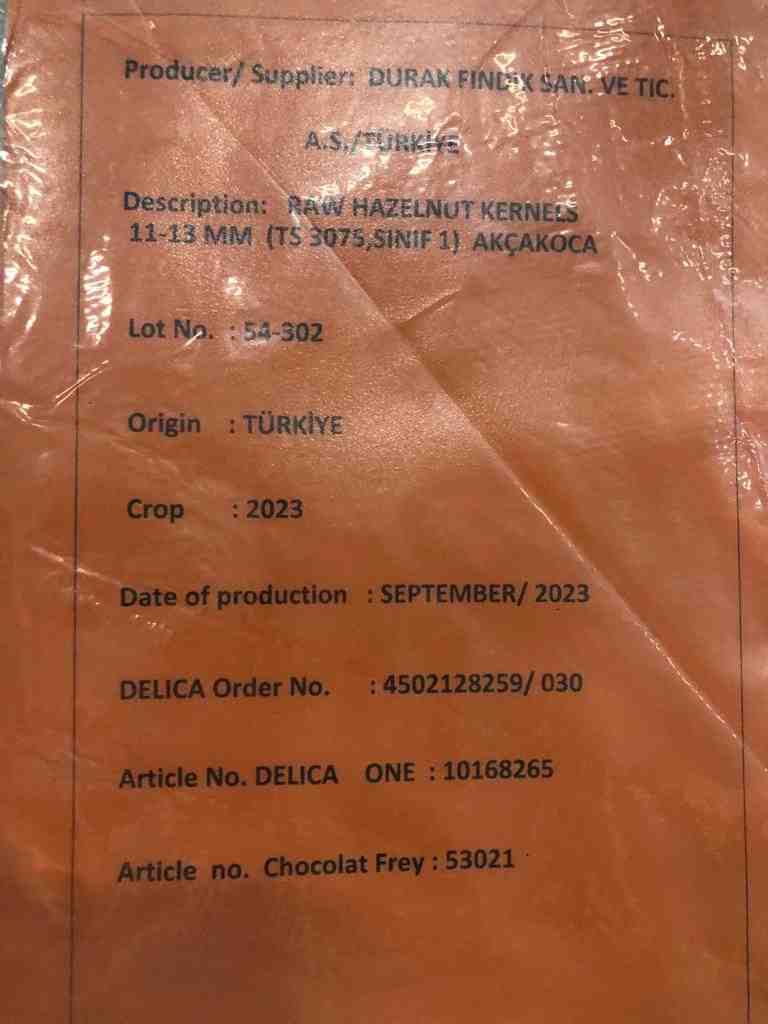 Producer/ Supplier: DURAK FINDIK SAN. VE TIC.
A.S./TÜRKİYE
Description: RAW HAZELNUT KERNELS
11-13 MM (TS 3075,SINIF 1) AKÇAKOCA
Lot No. : 54-302
Origin : TÜRKİYE
Crop : 2023
Date of production : SEPTEMBER/ 2023
DELICA Order No. : 4502128259/ 030
Article No. DELICA ONE : 10168265
Article no. Chocolat Frey : 53021